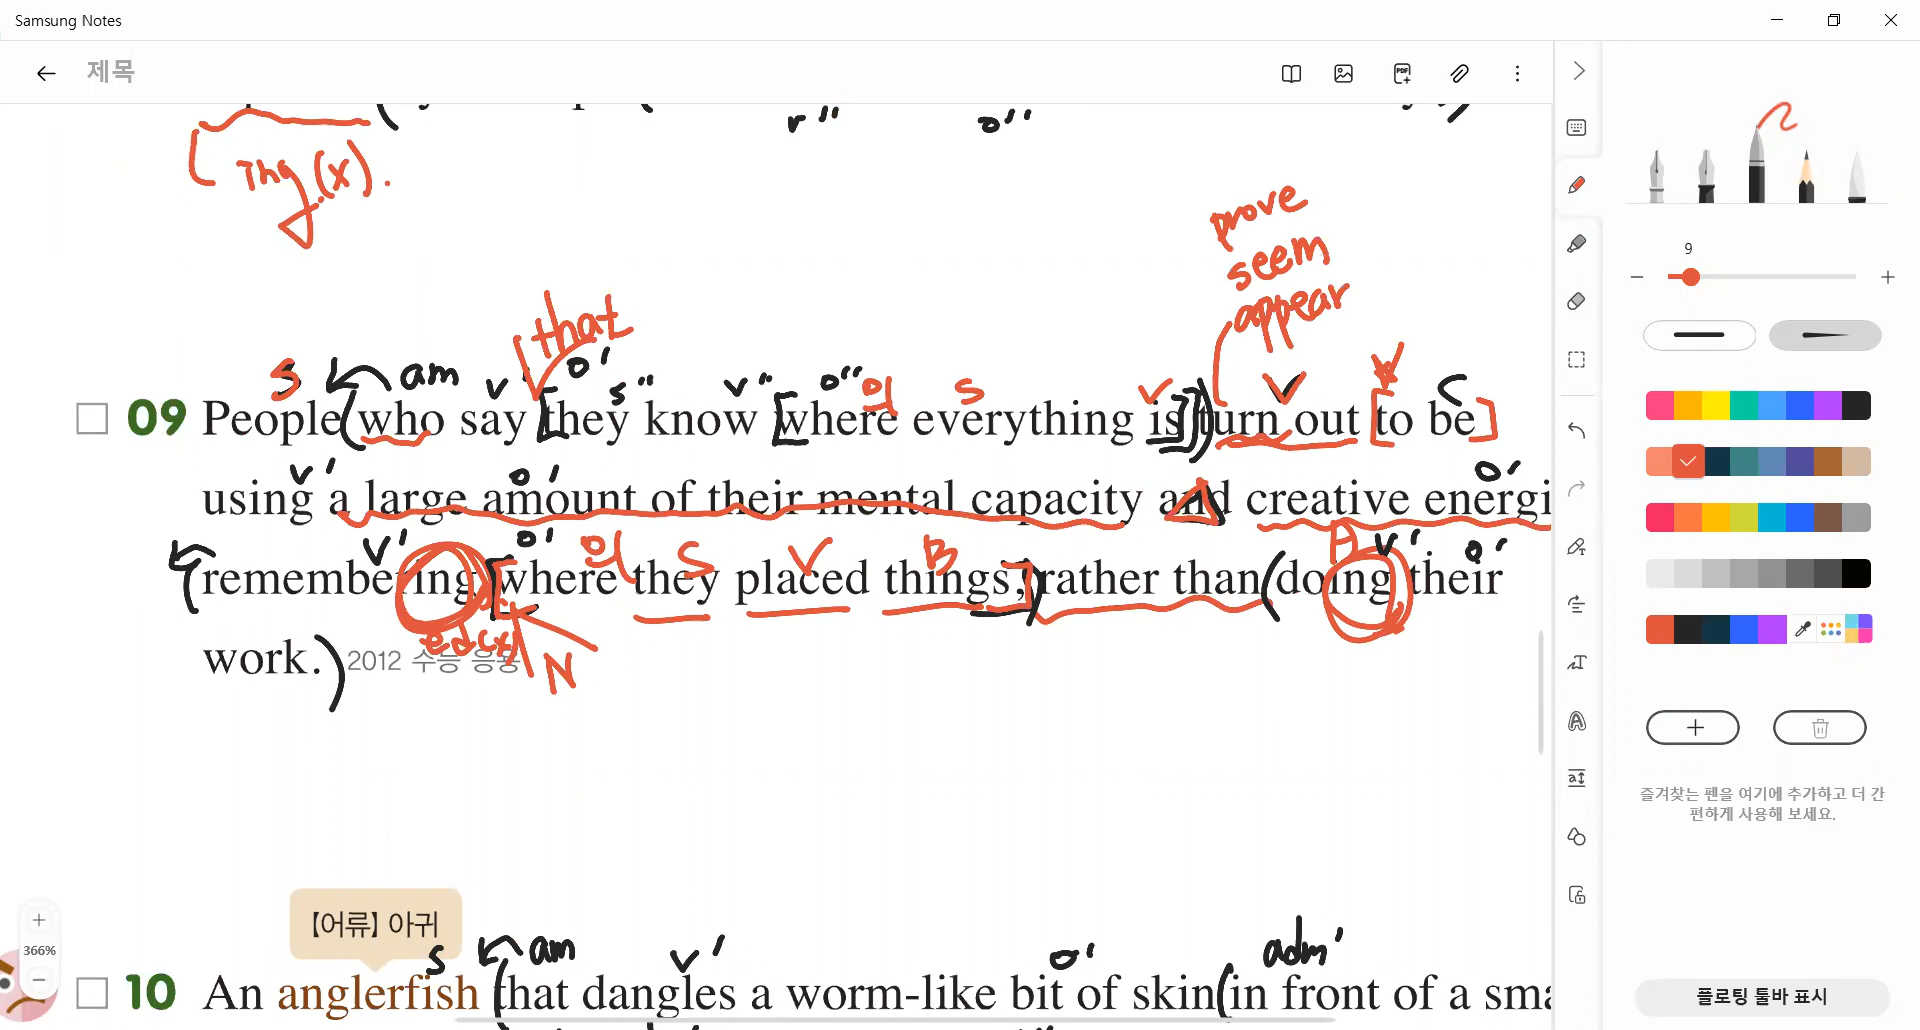 Samsung Notes
제목
r" o"
ing(x).
prove
seem
appear
that
S am v' o' s" v" o" 의 S V V V C
09 People (who say [they know [where everything is]]) turn out [to be]
v' o' o'
using a large amount of their mental capacity and creative energi
v' o' 의 S V B A v' o'
(remembering [where they placed things,]) rather than (doing their
ed(x) N
work.) 2012 수능 응용
【어류】 아귀
S am v' o' adm'
10 An anglerfish (that dangles a worm-like bit of skin (in front of a sma
366%
9
즐겨찾는 펜을 여기에 추가하고 더 간
편하게 사용해 보세요.
플로팅 툴바 표시